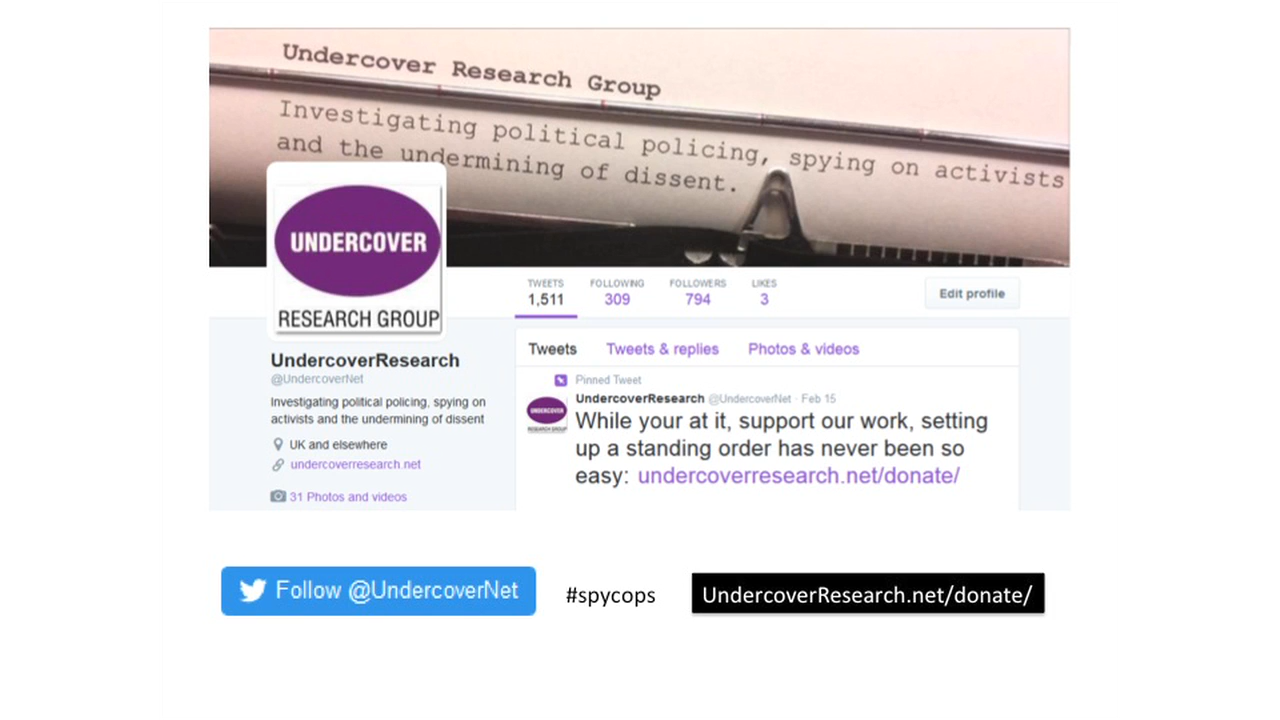 Undercover Research Group
Investigating political policing, spying on activists
and the undermining of dissent.
UNDERCOVER
RESEARCH GROUP
TWEETS FOLLOWING FOLLOWERS LIKES
1,511 309 794 3
Edit profile
UndercoverResearch
@UndercoverNet
Investigating political policing, spying on
activists and the undermining of dissent
UK and elsewhere
undercoverresearch.net
31 Photos and videos
Tweets Tweets & replies Photos & videos
Pinned Tweet
UNDERCOVER
RESEARCH GROUP
UndercoverResearch @UndercoverNet · Feb 15
While your at it, support our work, setting
up a standing order has never been so
easy: undercoverresearch.net/donate/
Follow @UndercoverNet
#spycops
UndercoverResearch.net/donate/